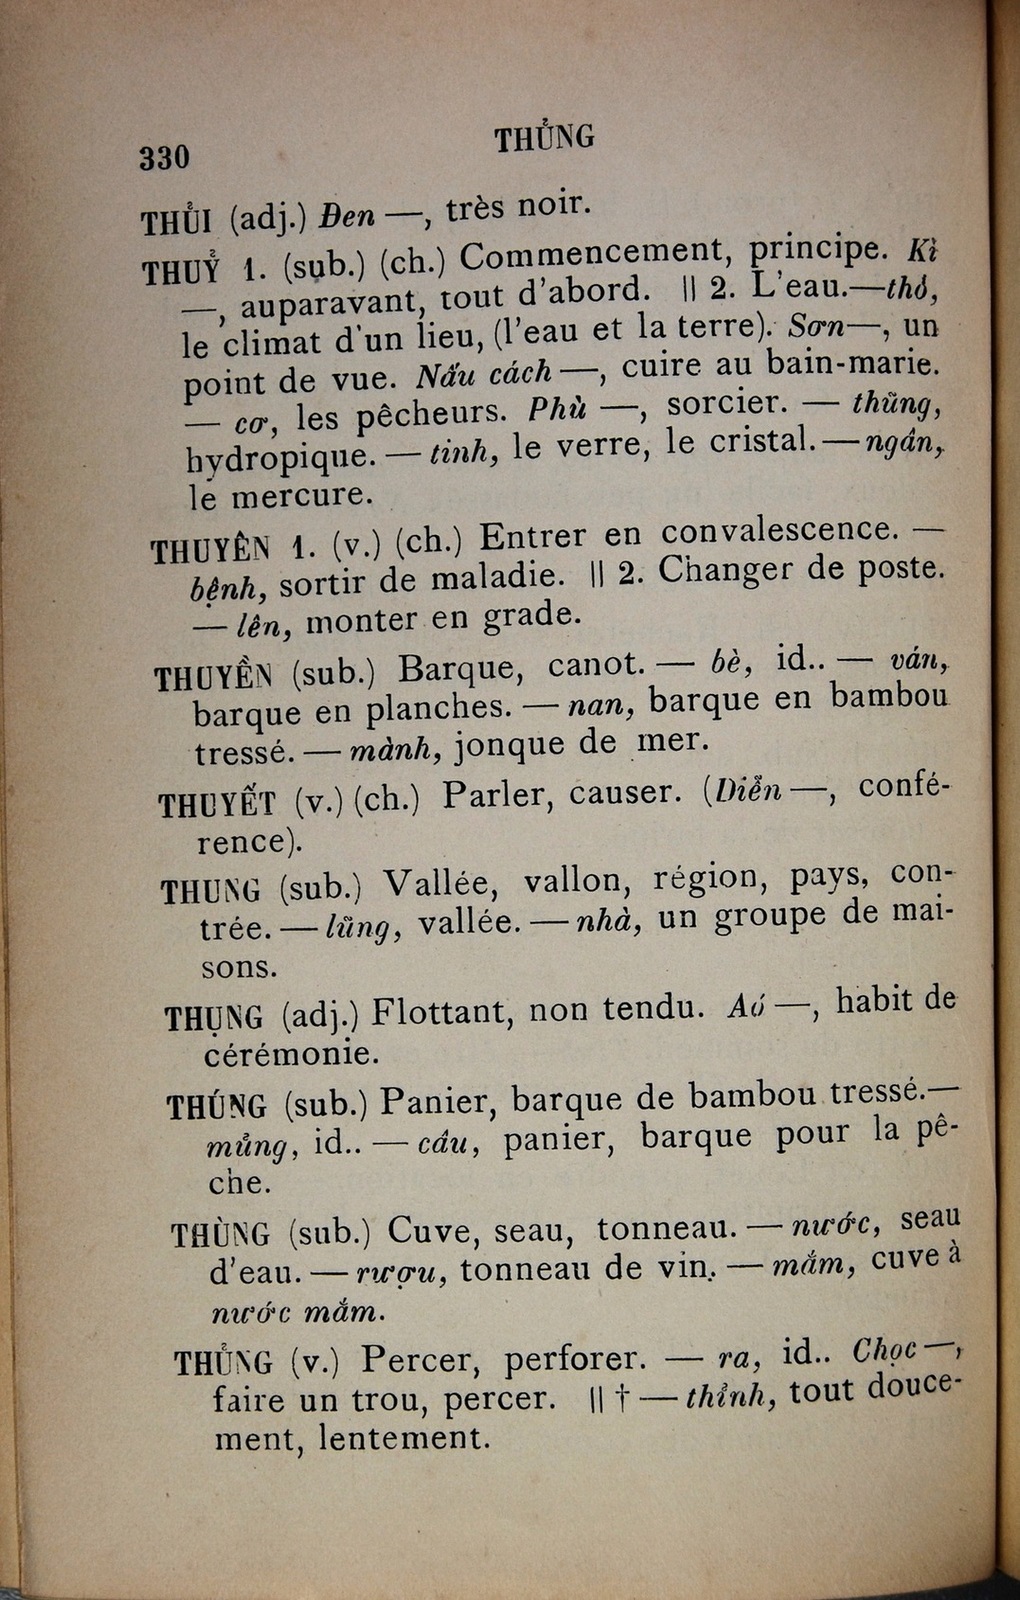 330
THỦNG
THỦI (adj.) Đen —, très noir.
THUỶ 1. (sub.) (ch.) Commencement, principe. Kì
—, auparavant, tout d'abord. || 2. L'eau.—thổ,
le climat d'un lieu, (l'eau et la terre). Sơn—, un
point de vue. Nấu cách —, cuire au bain-marie.
— cơ, les pêcheurs. Phù —, sorcier. — thũng,
hydropique. — tinh, le verre, le cristal. — ngân,
le mercure.
THUYÊN 1. (v.) (ch.) Entrer en convalescence. —
bệnh, sortir de maladie. || 2. Changer de poste.
— lên, monter en grade.
THUYỀN (sub.) Barque, canot. — bè, id.. — ván,
barque en planches. — nan, barque en bambou
tressé. — mành, jonque de mer.
THUYẾT (v.) (ch.) Parler, causer. (Diễn —, confé-
rence).
THUNG (sub.) Vallée, vallon, région, pays, con-
trée. — lũng, vallée. — nhà, un groupe de mai-
sons.
THỤNG (adj.) Flottant, non tendu. Aó —, habit de
cérémonie.
THÚNG (sub.) Panier, barque de bambou tressé.—
mủng, id.. — câu, panier, barque pour la pê-
che.
THÙNG (sub.) Cuve, seau, tonneau. — nước, seau
d'eau. — rượu, tonneau de vin. — mắm, cuve à
nước mắm.
THỦNG (v.) Percer, perforer. — ra, id.. Chọc —,
faire un trou, percer. || † — thỉnh, tout douce-
ment, lentement.